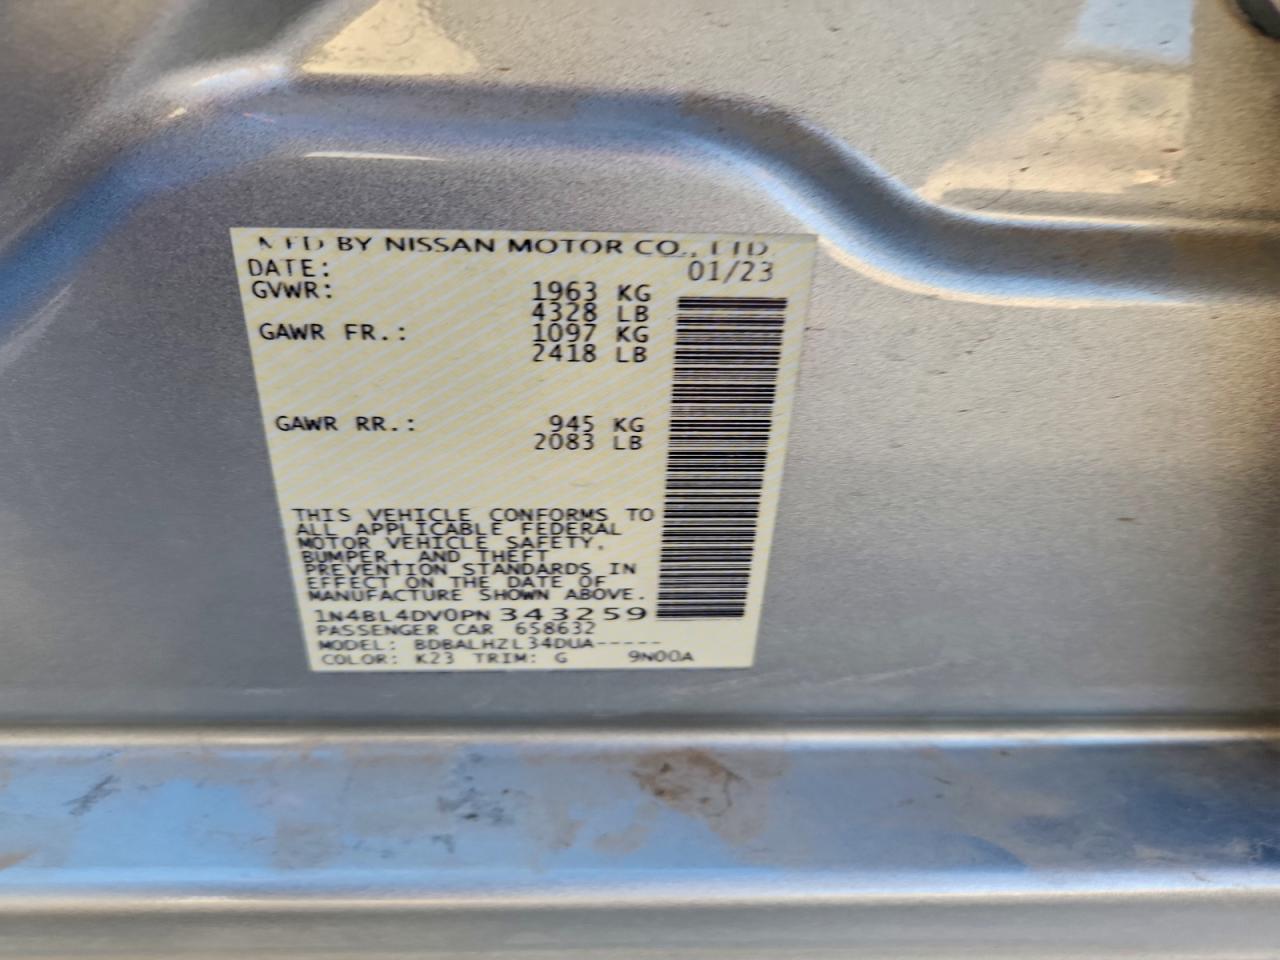 MFD BY NISSAN MOTOR CO., LTD
DATE: 01/23
GVWR: 1963 KG
4328 LB
GAWR FR.: 1097 KG
2418 LB
GAWR RR.: 945 KG
2083 LB
THIS VEHICLE CONFORMS TO
ALL APPLICABLE FEDERAL
MOTOR VEHICLE SAFETY,
BUMPER, AND THEFT
PREVENTION STANDARDS IN
EFFECT ON THE DATE OF
MANUFACTURE SHOWN ABOVE.
1N4BL4DV0PN343259
PASSENGER CAR 658632
MODEL: BDBALHZL34DUA-----
COLOR: K23 TRIM: G 9N00A